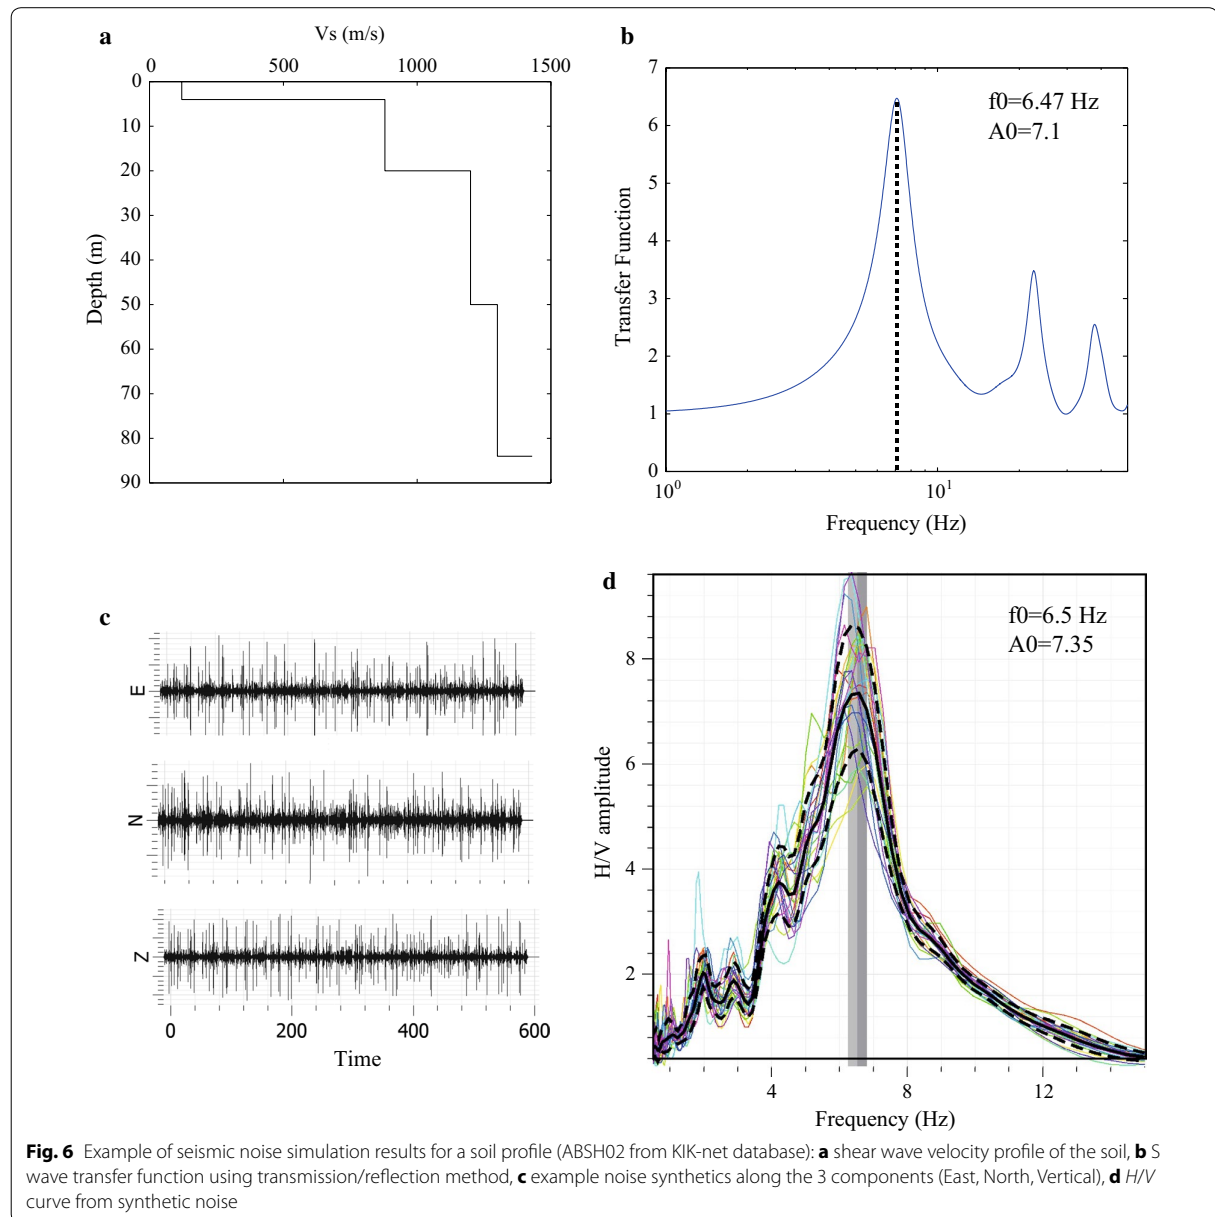 a
Vs (m/s)
0 500 1000 1500
0
10
20
30
40
50
60
70
80
90
Depth (m)
b
f0=6.47 Hz
A0=7.1
7
6
5
4
3
2
1
0
Transfer Function
10⁰ 10¹
Frequency (Hz)
c
E
N
Z
0 200 400 600
Time
d
f0=6.5 Hz
A0=7.35
8
6
4
2
H/V amplitude
4 8 12
Frequency (Hz)
Fig. 6 Example of seismic noise simulation results for a soil profile (ABSH02 from KIK-net database): a shear wave velocity profile of the soil, b S
wave transfer function using transmission/reflection method, c example noise synthetics along the 3 components (East, North, Vertical), d H/V
curve from synthetic noise